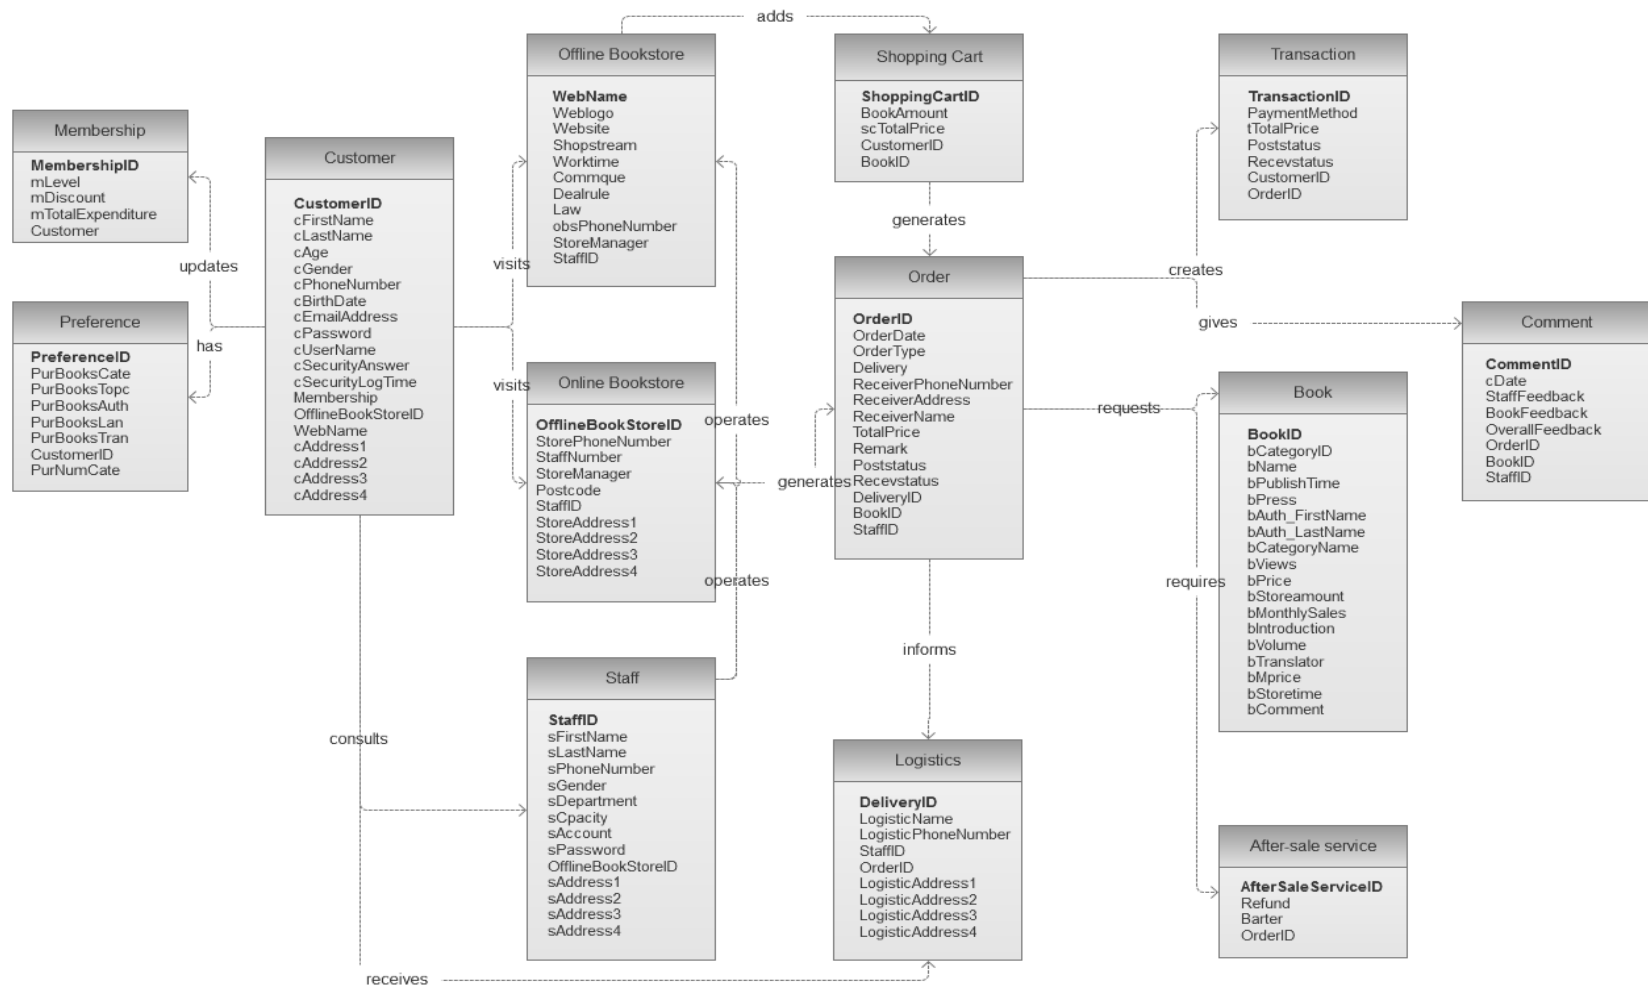 adds
Offline Bookstore
WebName
Weblogo
Website
Shopstream
Worktime
Commque
Dealrule
Law
obsPhoneNumber
StoreManager
StaffID
Shopping Cart
ShoppingCartID
BookAmount
scTotalPrice
CustomerID
BookID
Transaction
TransactionID
PaymentMethod
tTotalPrice
Poststatus
Recevstatus
CustomerID
OrderID
Membership
MembershipID
mLevel
mDiscount
mTotalExpenditure
Customer
Customer
CustomerID
cFirstName
cLastName
cAge
cGender
cPhoneNumber
cBirthDate
cEmailAddress
cPassword
cUserName
cSecurityAnswer
cSecurityLogTime
Membership
OfflineBookStoreID
WebName
cAddress1
cAddress2
cAddress3
cAddress4
updates
has
visits
visits
generates
creates
gives
Preference
PreferenceID
PurBooksCate
PurBooksTopc
PurBooksAuth
PurBooksLan
PurBooksTran
CustomerID
PurNumCate
Online Bookstore
OfflineBookStoreID
StorePhoneNumber
StaffNumber
StoreManager
Postcode
StaffID
StoreAddress1
StoreAddress2
StoreAddress3
StoreAddress4
operates
operates
generates
Order
OrderID
OrderDate
OrderType
Delivery
ReceiverPhoneNumber
ReceiverAddress
ReceiverName
TotalPrice
Remark
Poststatus
Recevstatus
DeliveryID
BookID
StaffID
requests
requires
Book
BookID
bCategoryID
bName
bPublishTime
bPress
bAuth_FirstName
bAuth_LastName
bCategoryName
bViews
bPrice
bStoreamount
bMonthlySales
bIntroduction
bVolume
bTranslator
bMprice
bStoretime
bComment
Comment
CommentID
cDate
StaffFeedback
BookFeedback
OverallFeedback
OrderID
BookID
StaffID
informs
consults
Staff
StaffID
sFirstName
sLastName
sPhoneNumber
sGender
sDepartment
sCpacity
sAccount
sPassword
OfflineBookStoreID
sAddress1
sAddress2
sAddress3
sAddress4
Logistics
DeliveryID
LogisticName
LogisticPhoneNumber
StaffID
OrderID
LogisticAddress1
LogisticAddress2
LogisticAddress3
LogisticAddress4
After-sale service
AfterSaleServiceID
Refund
Barter
OrderID
receives